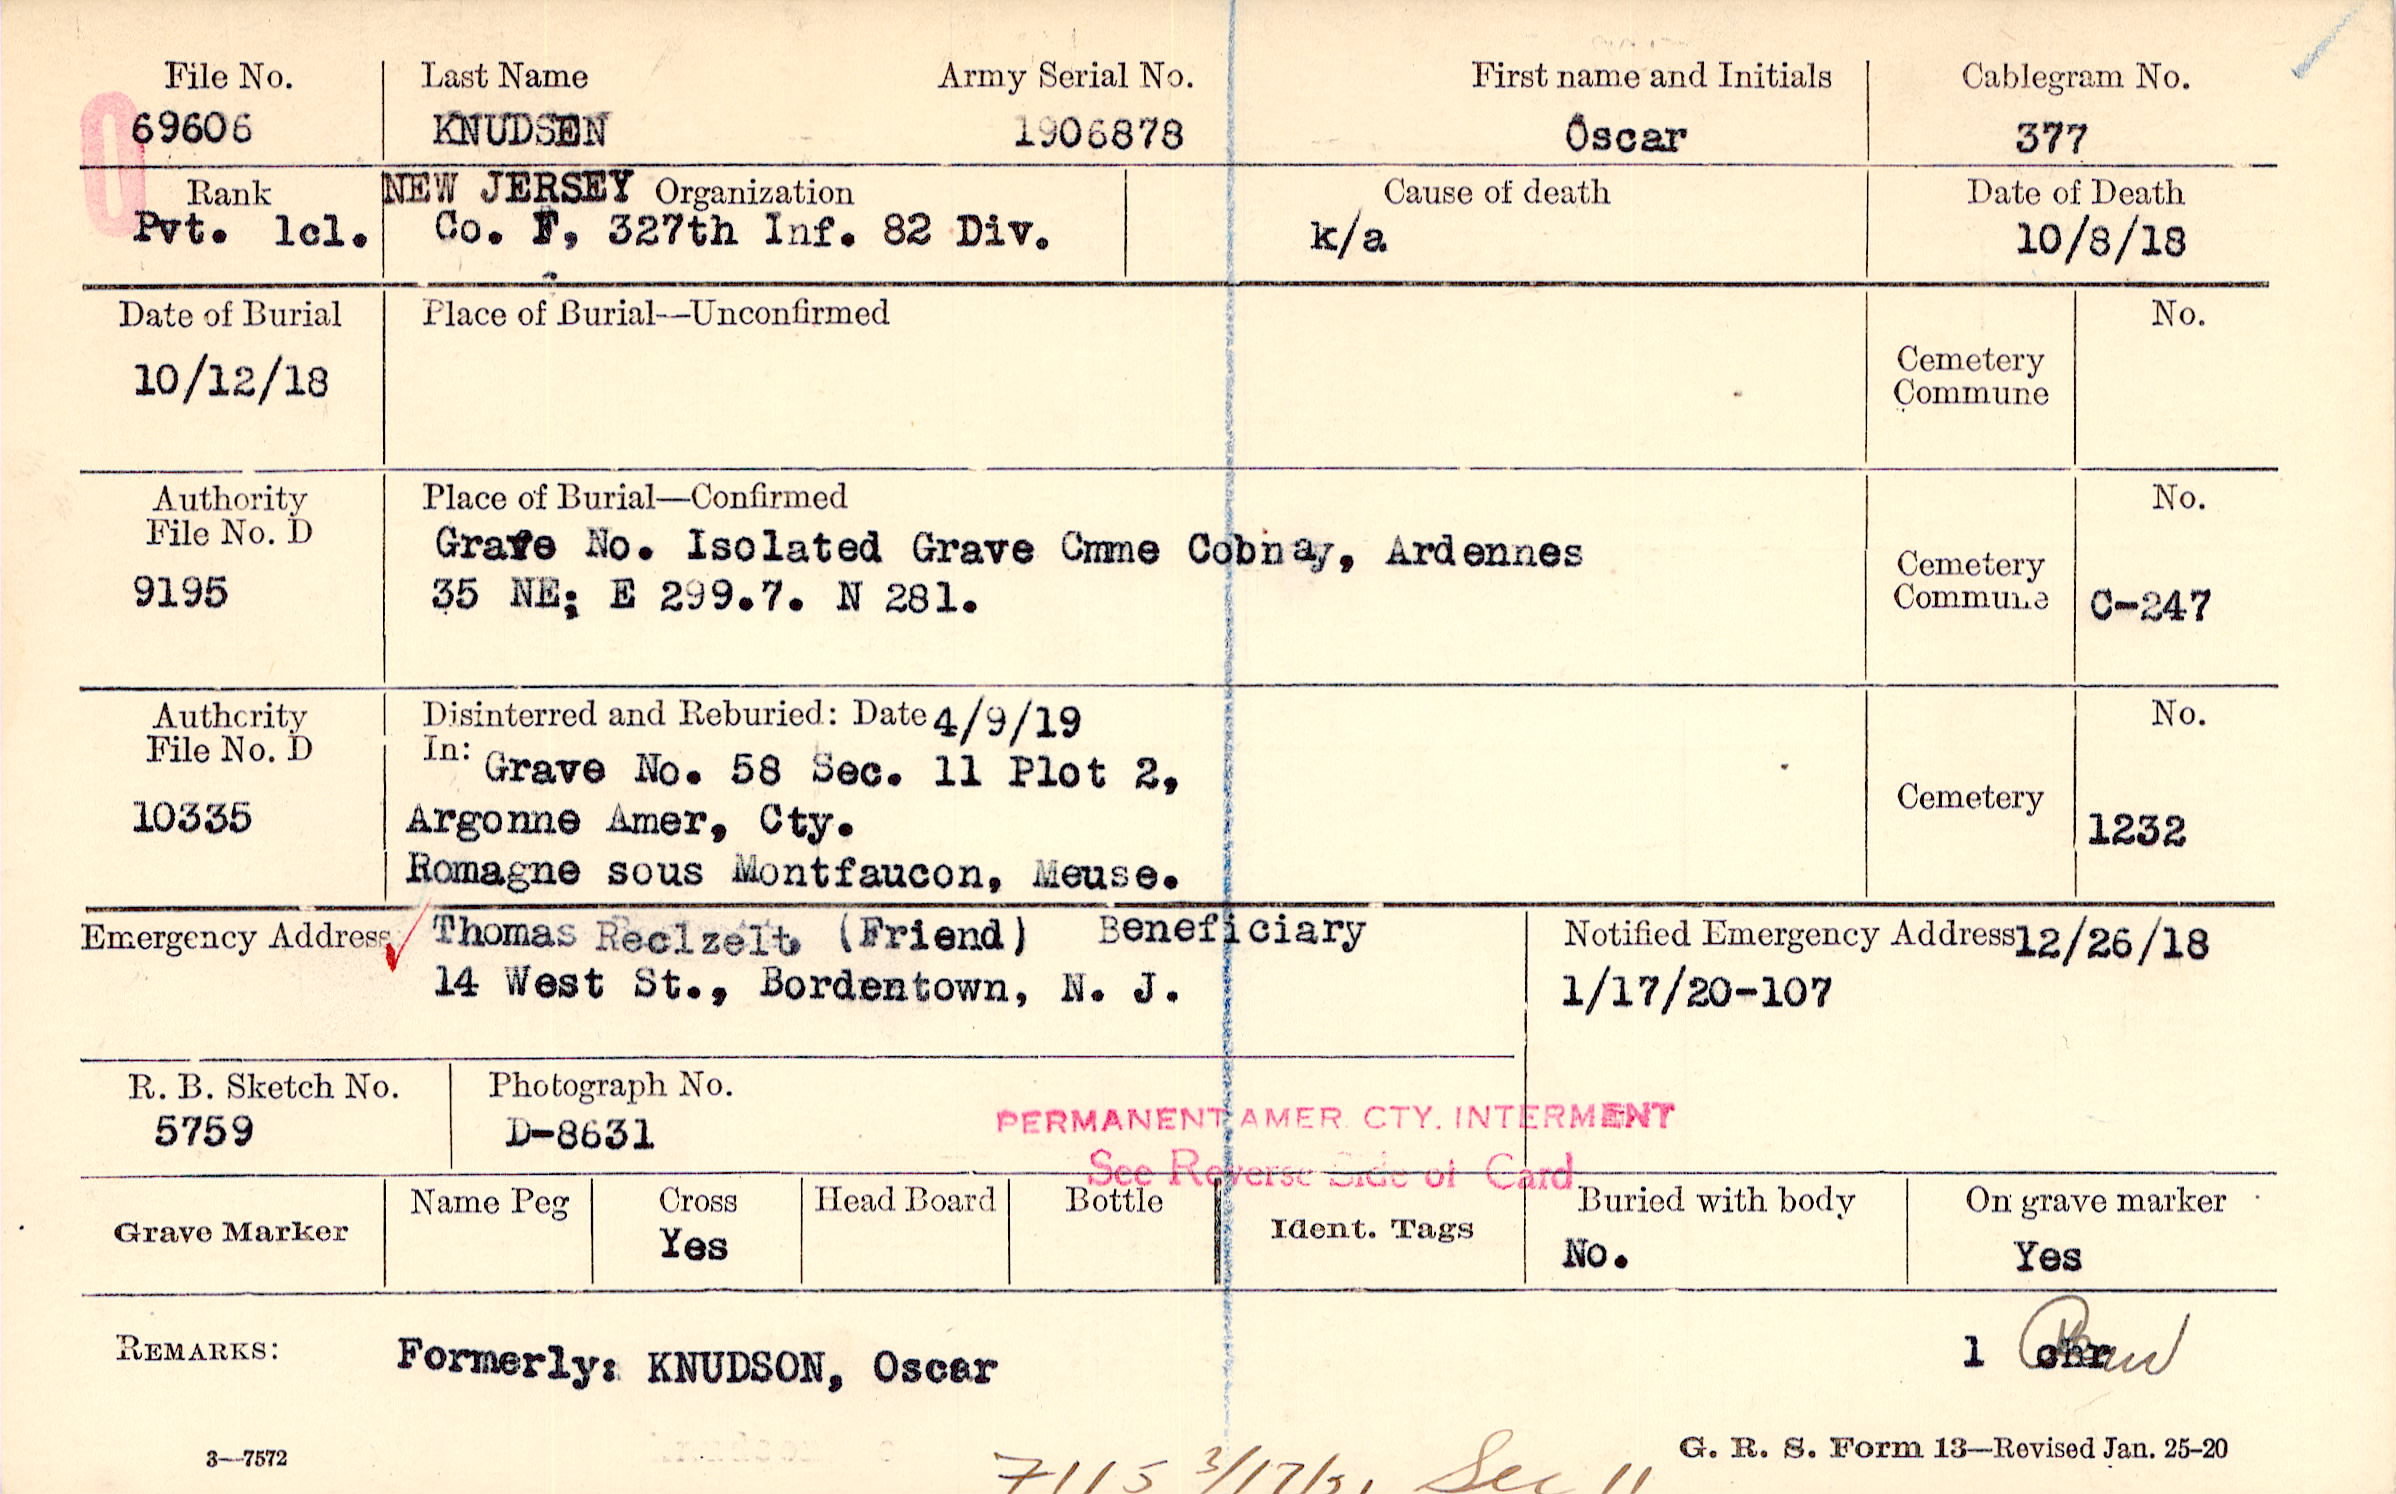 File No. Last Name Army Serial No. First name and Initials Cablegram No.
69606 KNUDSEN 1906878 Oscar 377
Rank NEW JERSEY Organization Cause of death Date of Death
Pvt. 1cl. Co. F, 327th Inf. 82 Div. k/a 10/8/18
Date of Burial Place of Burial—Unconfirmed No.
10/12/18 Cemetery
Commune
Authority Place of Burial—Confirmed No.
File No. D Grave No. Isolated Grave Cmme Cobnay, Ardennes Cemetery
9195 35 NE; E 299.7. N 281. Commune C-247
Authority Disinterred and Reburied: Date 4/9/19 No.
File No. D In: Grave No. 58 Sec. 11 Plot 2,
10335 Argonne Amer, Cty. Cemetery 1232
Romagne sous Montfaucon, Meuse.
Emergency Address Thomas Reclzelt, (Friend) Beneficiary Notified Emergency Address 12/26/18
14 West St., Bordentown, N. J. 1/17/20-107
R. B. Sketch No. Photograph No.
5759 D-8631
PERMANENT AMER. CTY. INTERMENT
See Reverse Side of Card
Grave Marker Name Peg Cross Head Board Bottle Ident. Tags Buried with body On grave marker
Yes No. Yes
REMARKS: Formerly: KNUDSON, Oscar 1 chr
3—7572 G. R. S. Form 13—Revised Jan. 25-20
7115 3/17/21 Sec 11